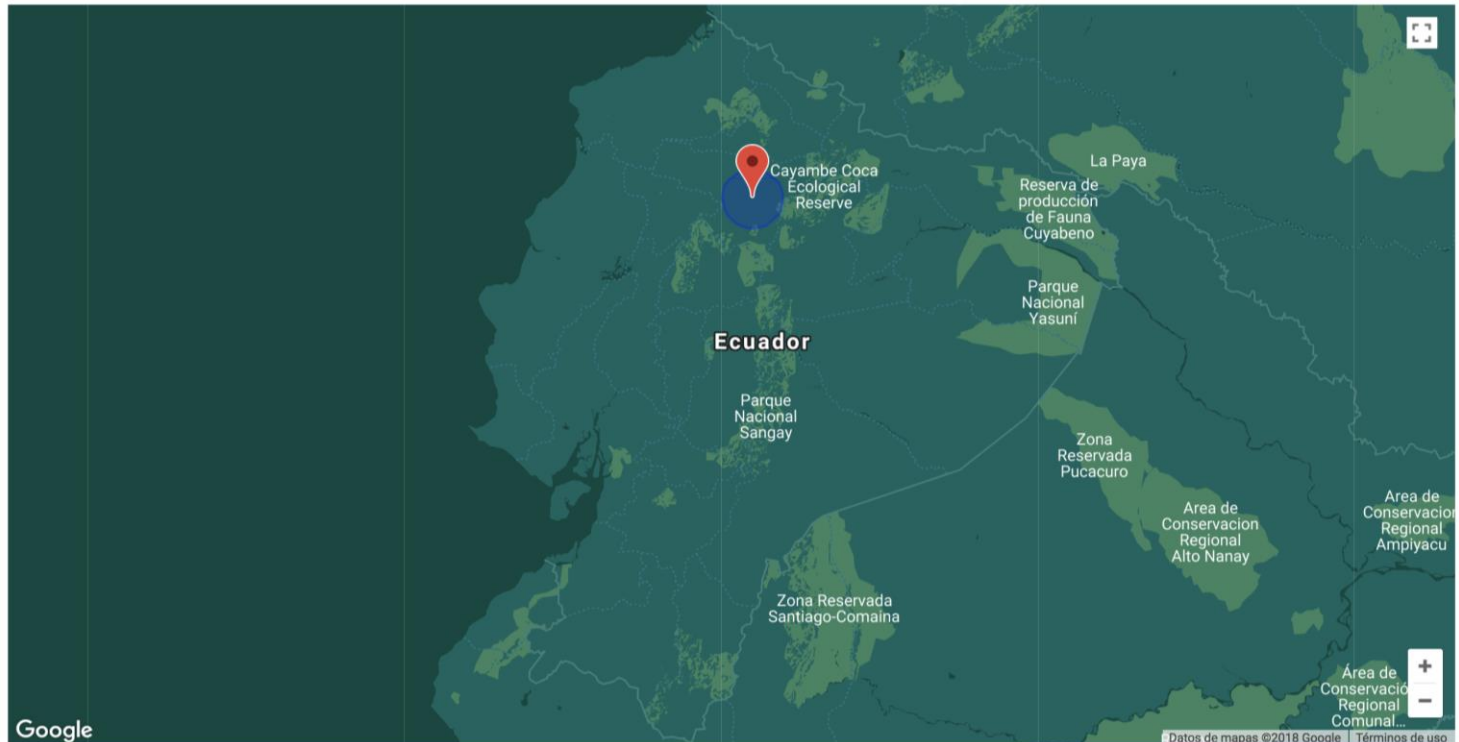 Cayambe Coca
Ecological
Reserve
La Paya
Reserva de
producción
de Fauna
Cuyabeno
Parque
Nacional
Yasuní
Ecuador
Parque
Nacional
Sangay
Zona
Reservada
Pucacuro
Area de
Conservacion
Regional
Alto Nanay
Area de
Conservacion
Regional
Ampiyacu
Zona Reservada
Santiago-Comaina
Área de
Conservació
Regional
Comunal...
+
−
Google
Datos de mapas ©2018 Google
Términos de uso